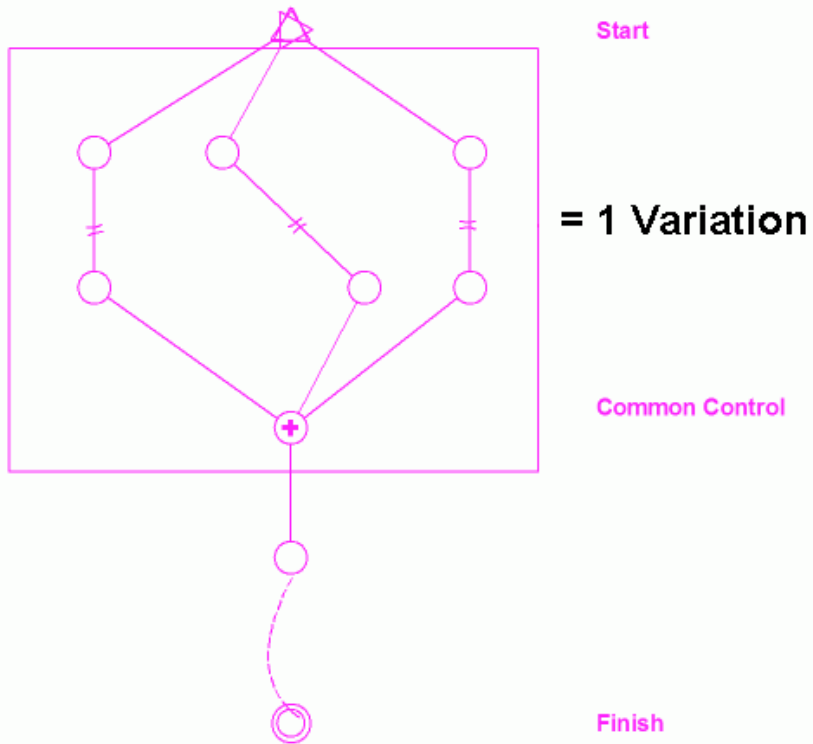 Start
= 1 Variation
Common Control
Finish